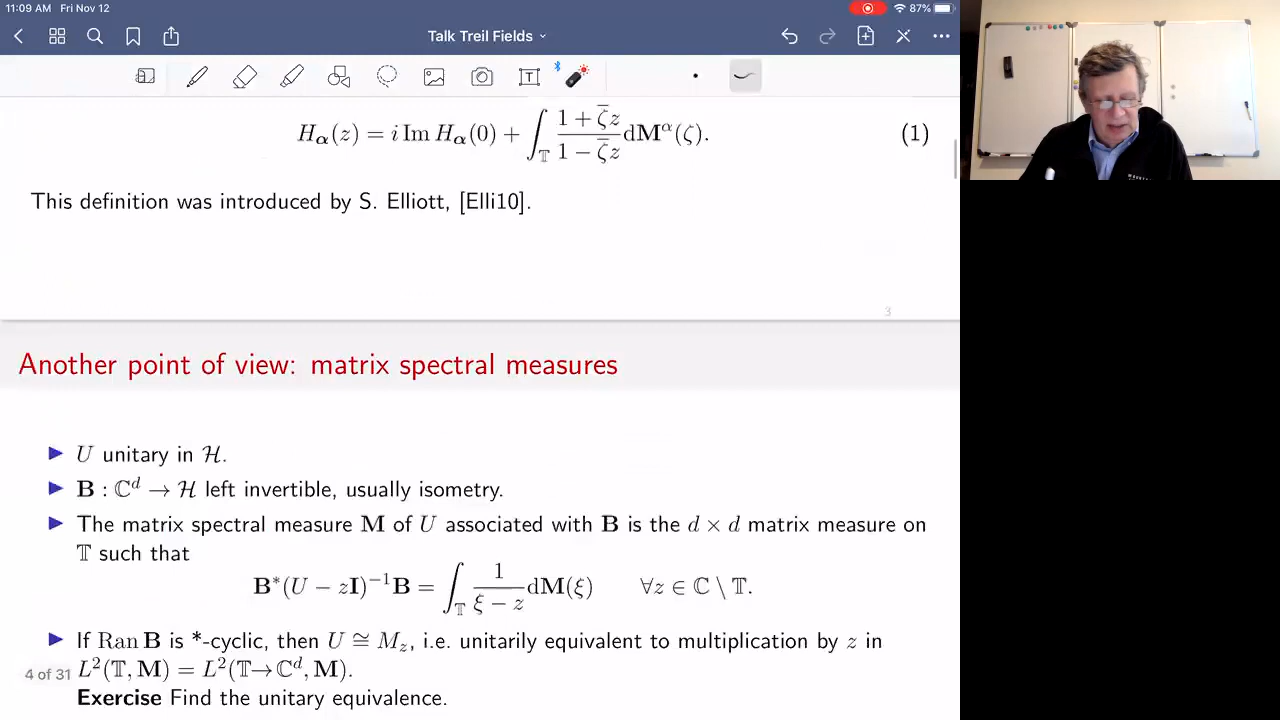 11:09 AM Fri Nov 12
87%
Talk Treil Fields
T
H_α(z) = i Im H_α(0) + ∫_𝕋 (1 + ζ̄z)/(1 − ζ̄z) dM^α(ζ). (1)
This definition was introduced by S. Elliott, [Elli10].
3
Another point of view: matrix spectral measures
▶ U unitary in ℋ.
▶ B : ℂ^d → ℋ left invertible, usually isometry.
▶ The matrix spectral measure M of U associated with B is the d × d matrix measure on
𝕋 such that
B*(U − zI)^−1 B = ∫_𝕋 1/(ξ − z) dM(ξ) ∀z ∈ ℂ \ 𝕋.
▶ If Ran B is *-cyclic, then U ≅ M_z, i.e. unitarily equivalent to multiplication by z in
4 of 31 L²(𝕋, M) = L²(𝕋→ℂ^d, M).
Exercise Find the unitary equivalence.